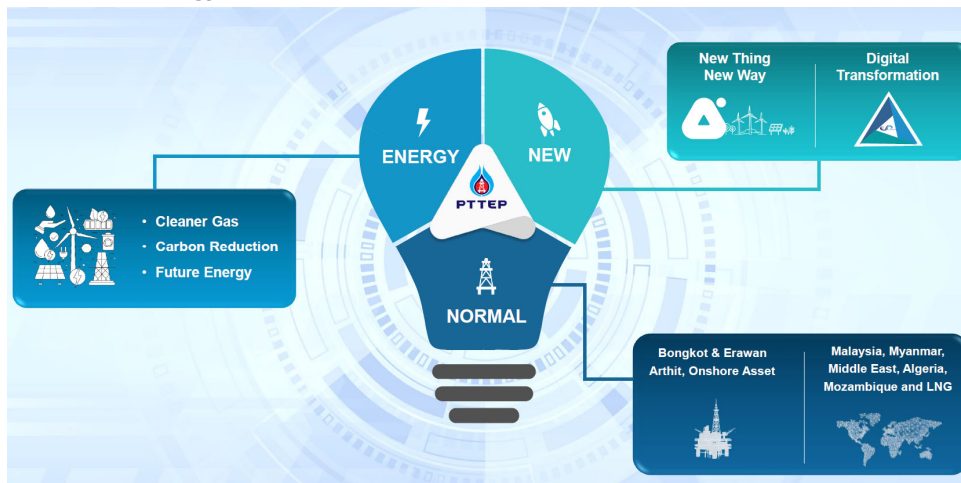 New Thing
New Way
Digital
Transformation
ENERGY
NEW
PTTEP
• Cleaner Gas
• Carbon Reduction
• Future Energy
NORMAL
Bongkot & Erawan
Arthit, Onshore Asset
Malaysia, Myanmar,
Middle East, Algeria,
Mozambique and LNG